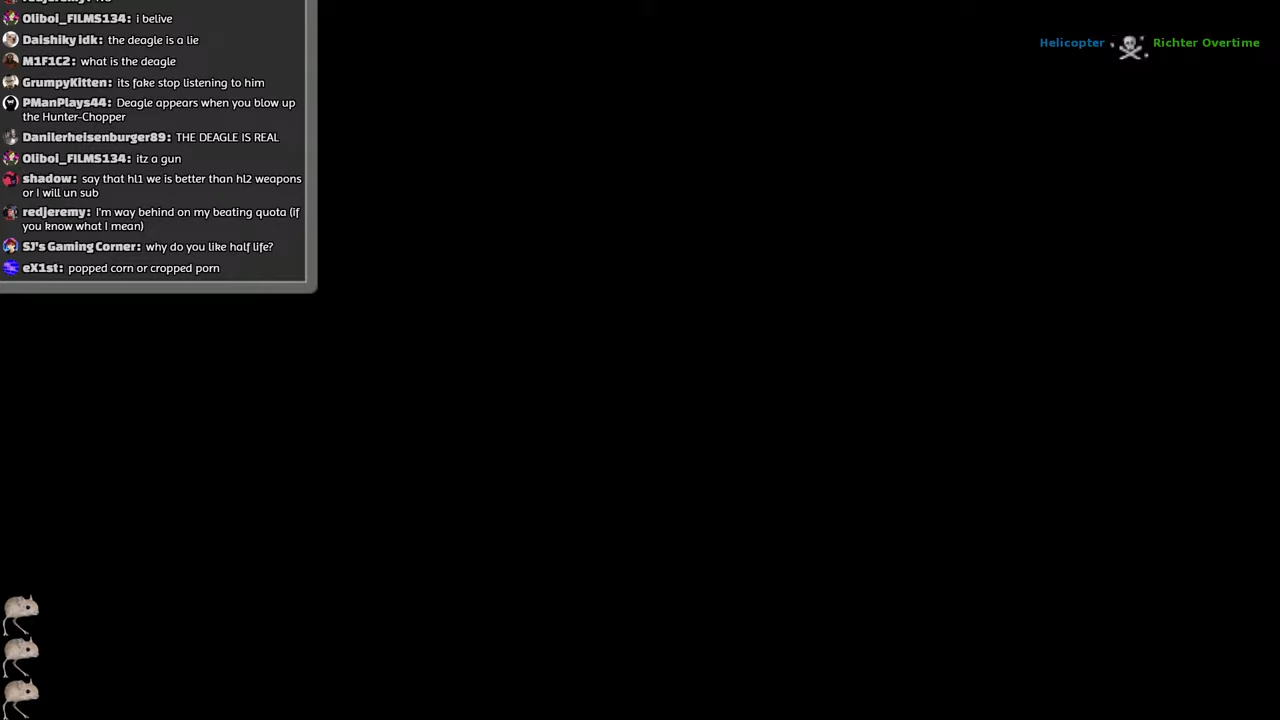 Oliboi_FILMS134: i belive
Daishiky idk: the deagle is a lie
M1F1C2: what is the deagle
GrumpyKitten: its fake stop listening to him
PManPlays44: Deagle appears when you blow up
the Hunter-Chopper
Danilerheisenburger89: THE DEAGLE IS REAL
Oliboi_FILMS134: itz a gun
shadow: say that hl1 we is better than hl2 weapons
or I will un sub
redjeremy: I'm way behind on my beating quota (if
you know what I mean)
SJ's Gaming Corner: why do you like half life?
eX1st: popped corn or cropped porn
Helicopter Richter Overtime